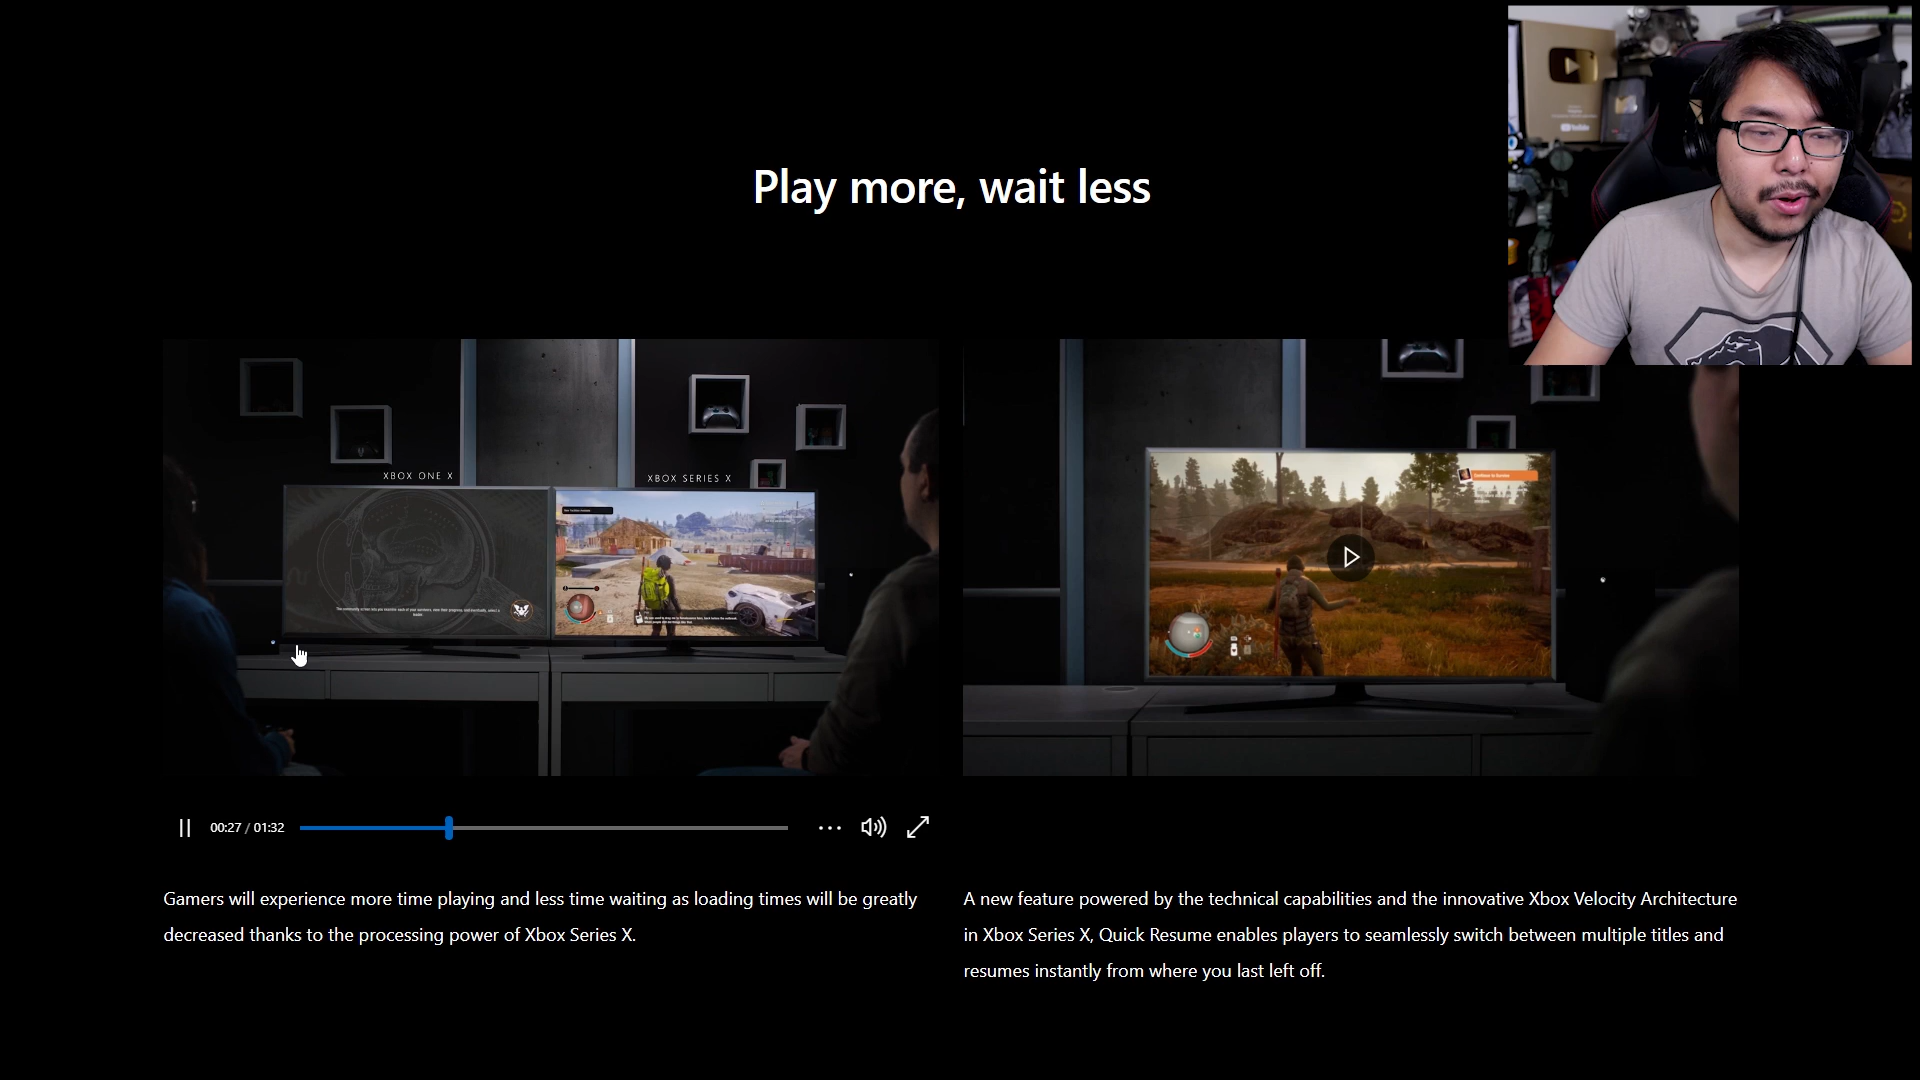 Play more, wait less
YouTube
XBOX ONE X
XBOX SERIES X
00:27 / 01:32
Gamers will experience more time playing and less time waiting as loading times will be greatly
decreased thanks to the processing power of Xbox Series X.
A new feature powered by the technical capabilities and the innovative Xbox Velocity Architecture
in Xbox Series X, Quick Resume enables players to seamlessly switch between multiple titles and
resumes instantly from where you last left off.